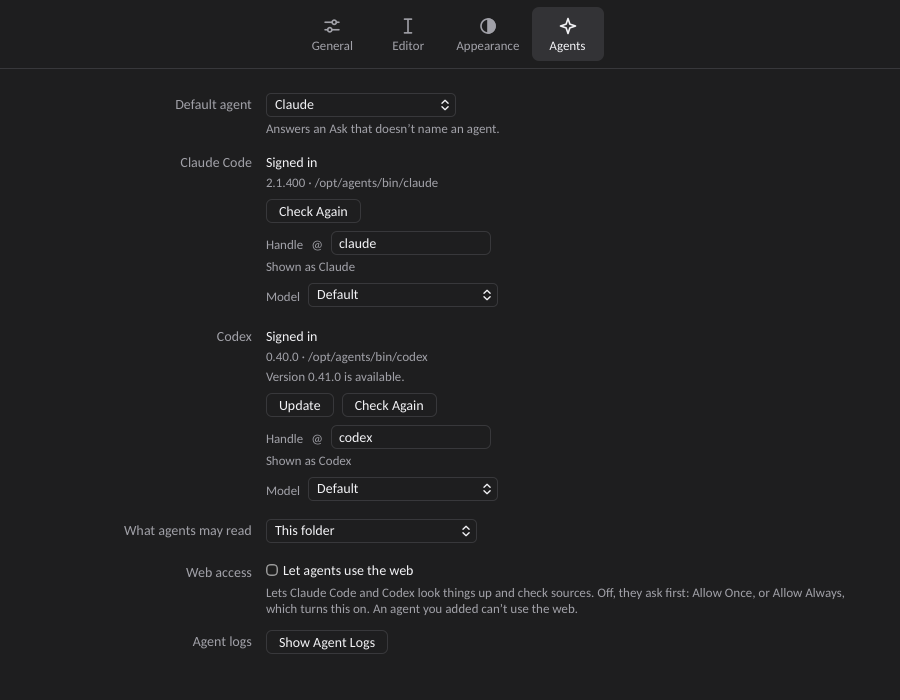 General
Editor
Appearance
Agents
Default agent
Claude
Answers an Ask that doesn't name an agent.
Claude Code
Signed in
2.1.400 · /opt/agents/bin/claude
Check Again
Handle @ claude
Shown as Claude
Model Default
Codex
Signed in
0.40.0 · /opt/agents/bin/codex
Version 0.41.0 is available.
Update Check Again
Handle @ codex
Shown as Codex
Model Default
What agents may read This folder
Web access Let agents use the web
Lets Claude Code and Codex look things up and check sources. Off, they ask first: Allow Once, or Allow Always,
which turns this on. An agent you added can't use the web.
Agent logs Show Agent Logs